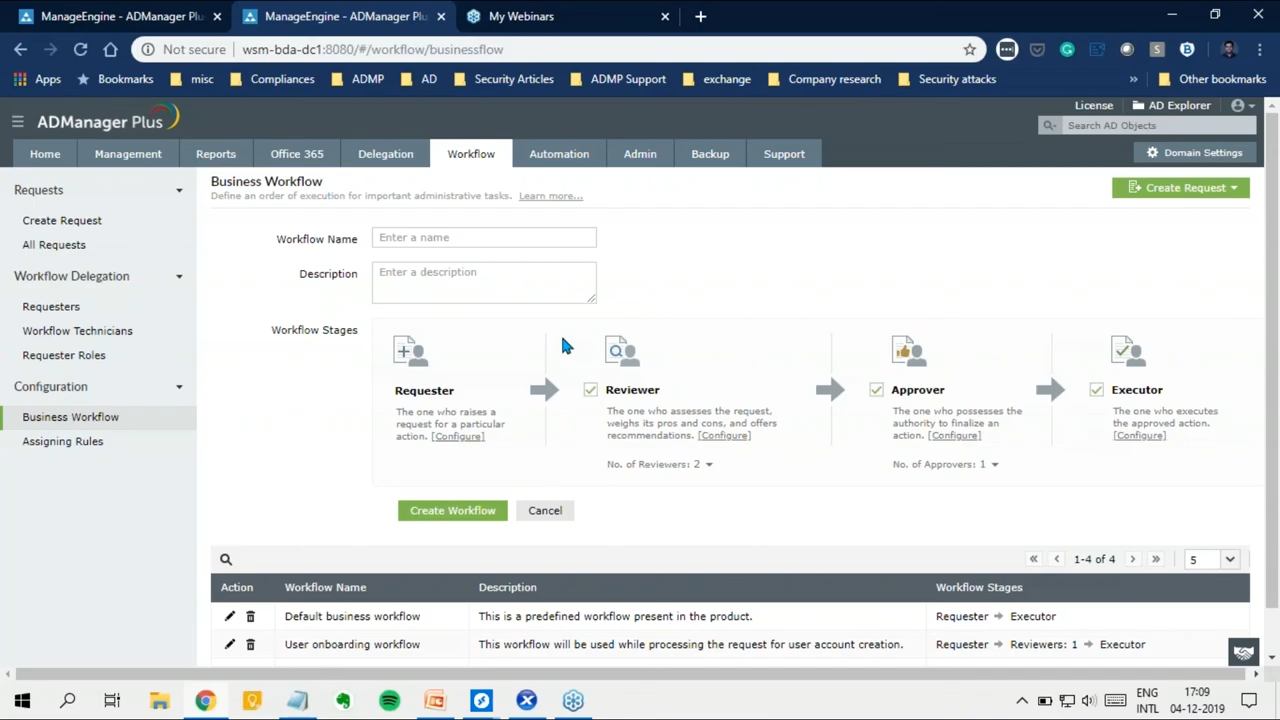 ManageEngine - ADManager Plu
ManageEngine - ADManager Plu
My Webinars
Not secure
wsm-bda-dc1:8080/#/workflow/businessflow
Apps
Bookmarks
misc
Compliances
ADMP
AD
Security Articles
ADMP Support
exchange
Company research
Security attacks
»
Other bookmarks
License
AD Explorer
ADManager Plus
Search AD Objects
Home
Management
Reports
Office 365
Delegation
Workflow
Automation
Admin
Backup
Support
Domain Settings
Requests
Create Request
All Requests
Workflow Delegation
Requesters
Workflow Technicians
Requester Roles
Configuration
Business Workflow
Assigning Rules
Business Workflow
Define an order of execution for important administrative tasks. Learn more...
Create Request
Workflow Name
Enter a name
Description
Enter a description
Workflow Stages
Requester
The one who raises a
request for a particular
action. [Configure]
Reviewer
The one who assesses the request,
weighs its pros and cons, and offers
recommendations. [Configure]
No. of Reviewers: 2
Approver
The one who possesses the
authority to finalize an
action. [Configure]
No. of Approvers: 1
Executor
The one who executes
the approved action.
[Configure]
Create Workflow
Cancel
1-4 of 4
5
Action
Workflow Name
Description
Workflow Stages
Default business workflow
This is a predefined workflow present in the product.
Requester → Executor
User onboarding workflow
This workflow will be used while processing the request for user account creation.
Requester → Reviewers: 1 → Executor
ENG
INTL
17:09
04-12-2019